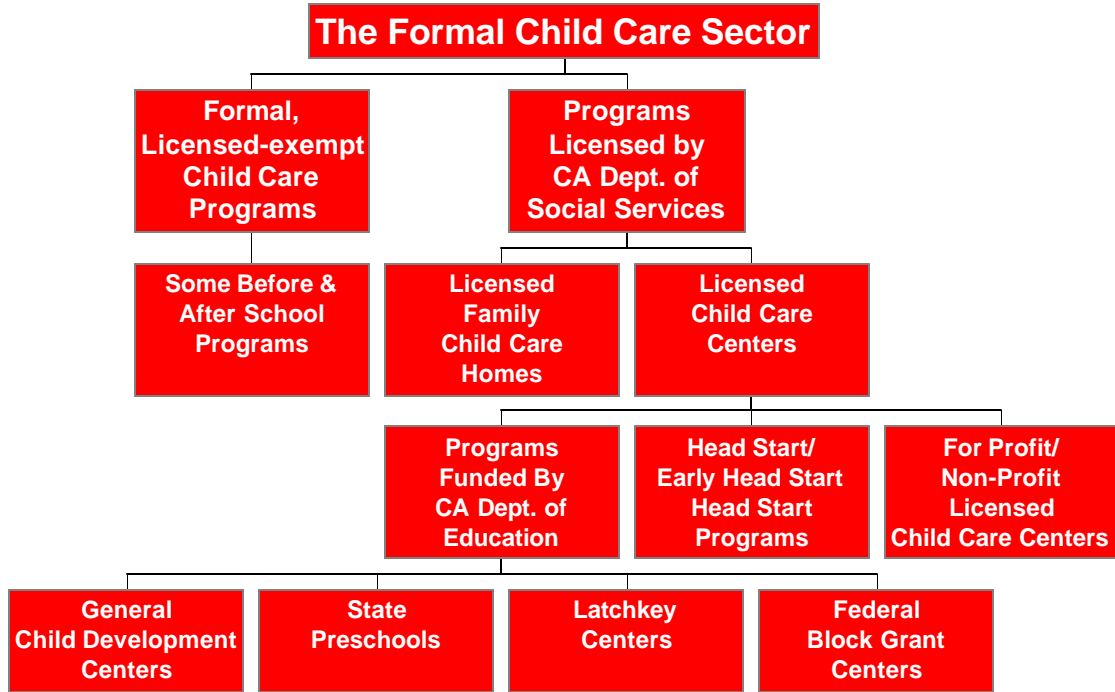 The Formal Child Care Sector
Formal,
Licensed-exempt
Child Care
Programs
Programs
Licensed by
CA Dept. of
Social Services
Some Before &
After School
Programs
Licensed
Family
Child Care
Homes
Licensed
Child Care
Centers
Programs
Funded By
CA Dept. of
Education
Head Start/
Early Head Start
Head Start
Programs
For Profit/
Non-Profit
Licensed
Child Care Centers
General
Child Development
Centers
State
Preschools
Latchkey
Centers
Federal
Block Grant
Centers